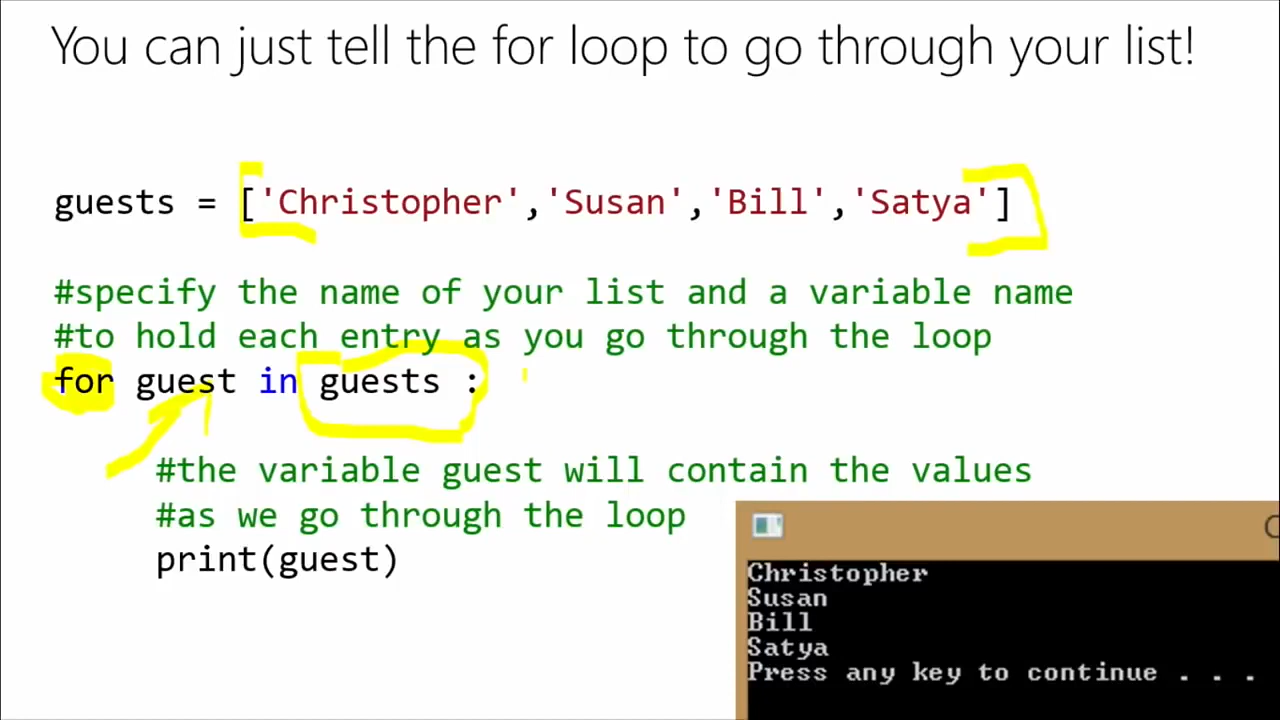 You can just tell the for loop to go through your list!
guests = ['Christopher','Susan','Bill','Satya']
#specify the name of your list and a variable name
#to hold each entry as you go through the loop
for guest in guests :
#the variable guest will contain the values
#as we go through the loop
print(guest)
Christopher
Susan
Bill
Satya
Press any key to continue . . .